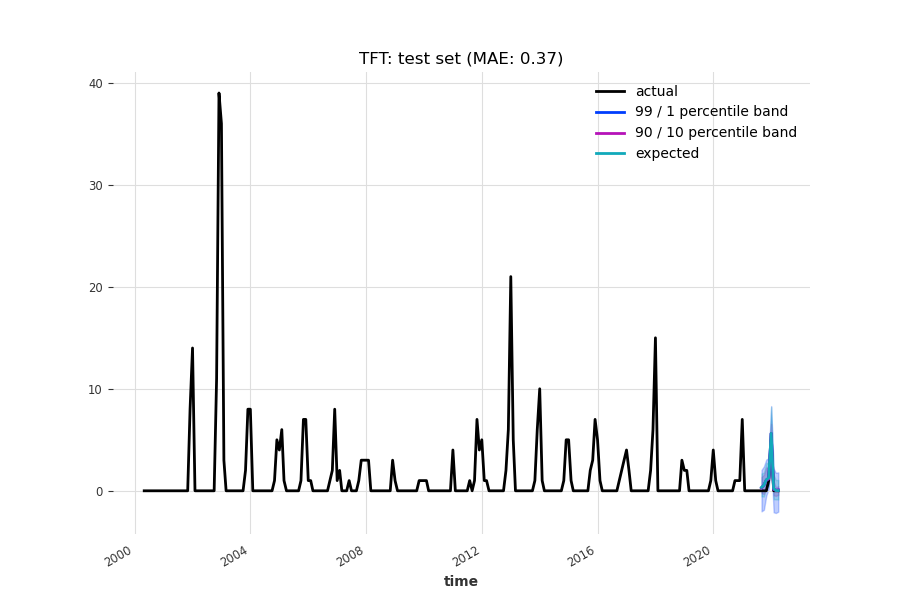 TFT: test set (MAE: 0.37)
actual
99 / 1 percentile band
90 / 10 percentile band
expected
40
30
20
10
0
2000
2004
2008
2012
2016
2020
time